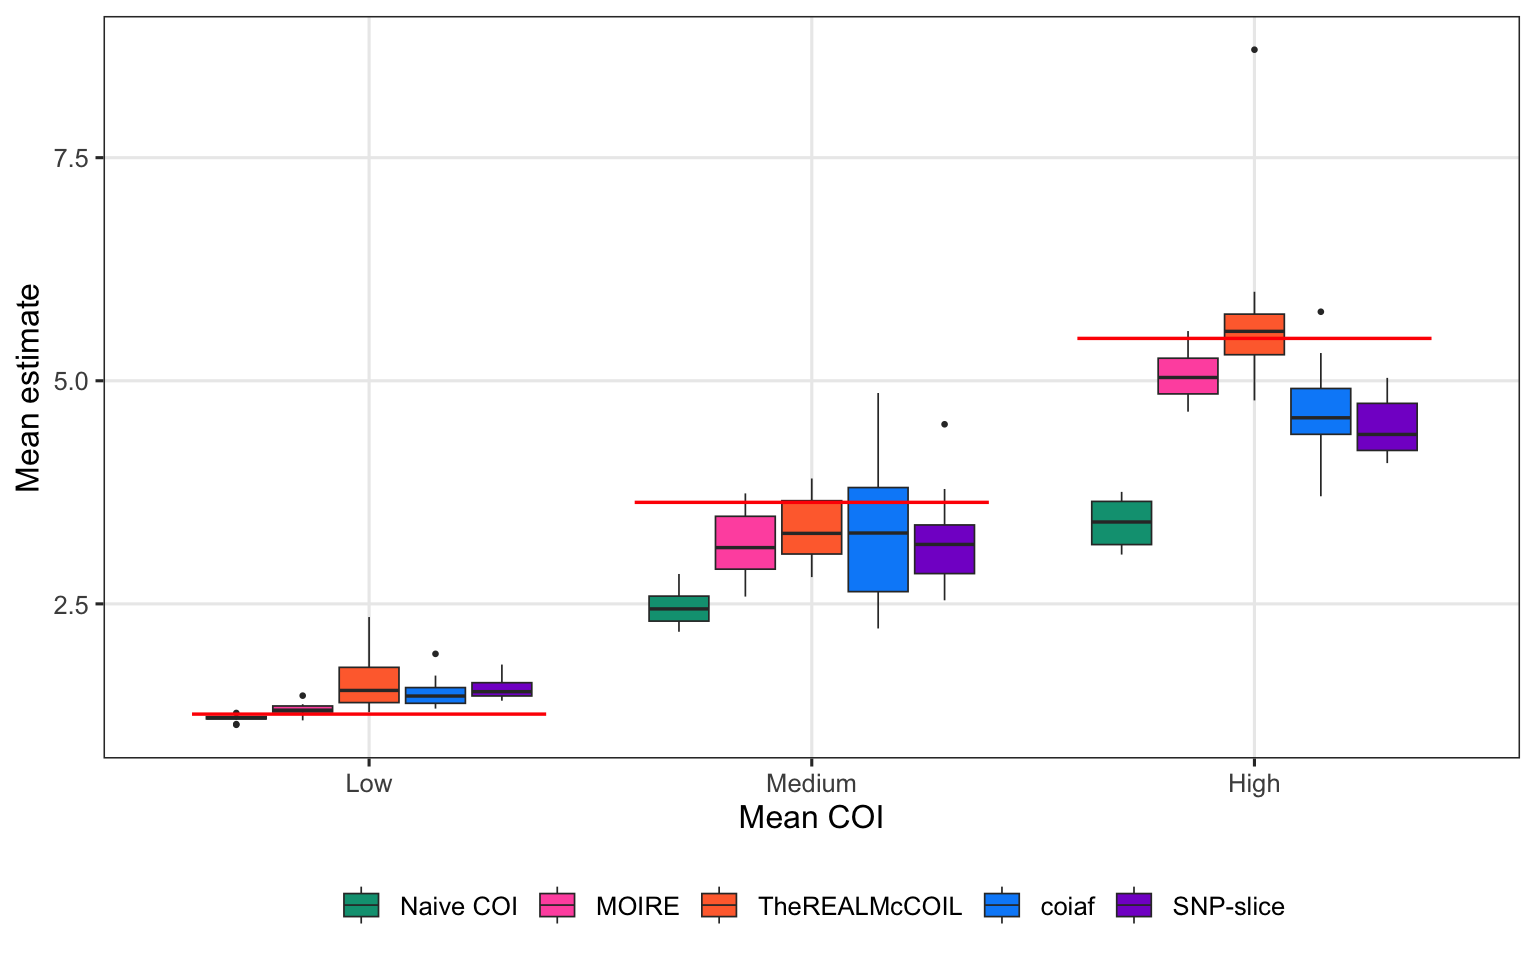 Mean estimate
7.5
5.0
2.5
Low Medium High
Mean COI
Naive COI MOIRE TheREALMcCOIL coiaf SNP-slice